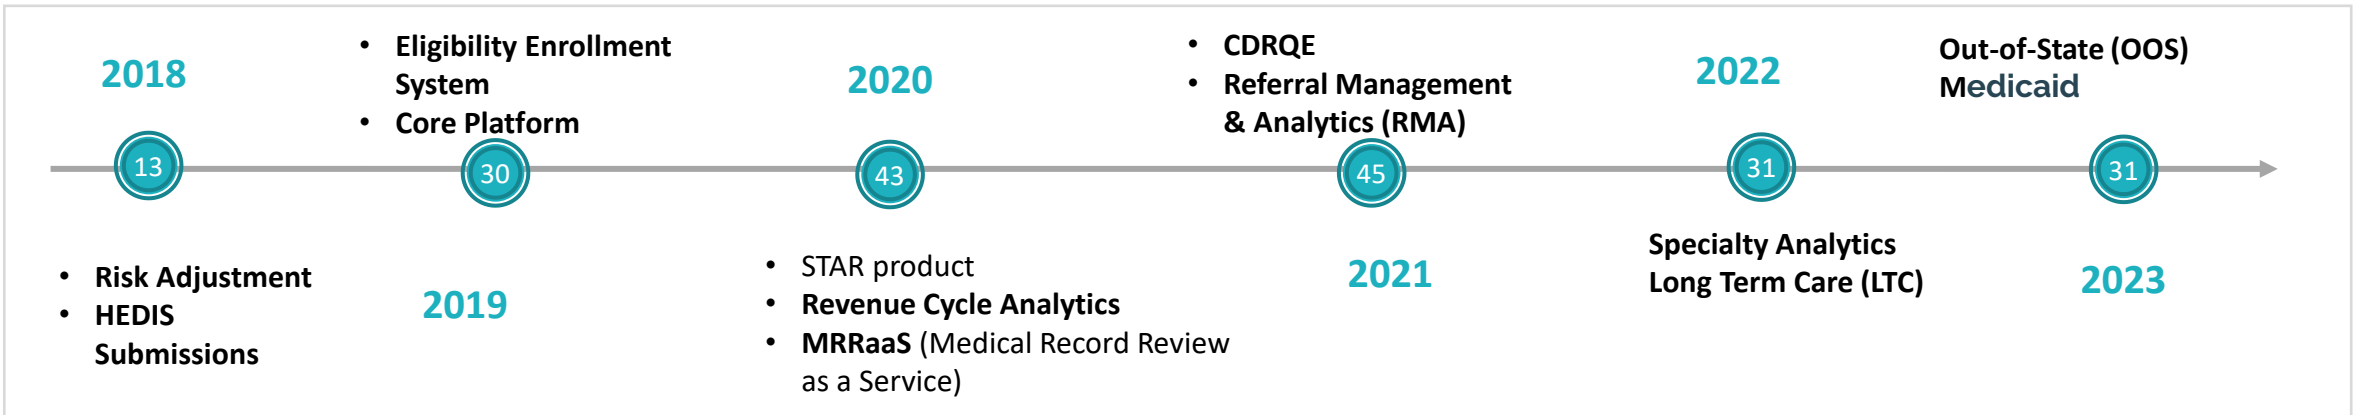 2018
13
• Risk Adjustment
• HEDIS
Submissions
• Eligibility Enrollment
System
• Core Platform
30
2019
2020
43
• STAR product
• Revenue Cycle Analytics
• MRRaaS (Medical Record Review
as a Service)
• CDRQE
• Referral Management
& Analytics (RMA)
45
2021
2022
31
Specialty Analytics
Long Term Care (LTC)
Out-of-State (OOS)
Medicaid
31
2023